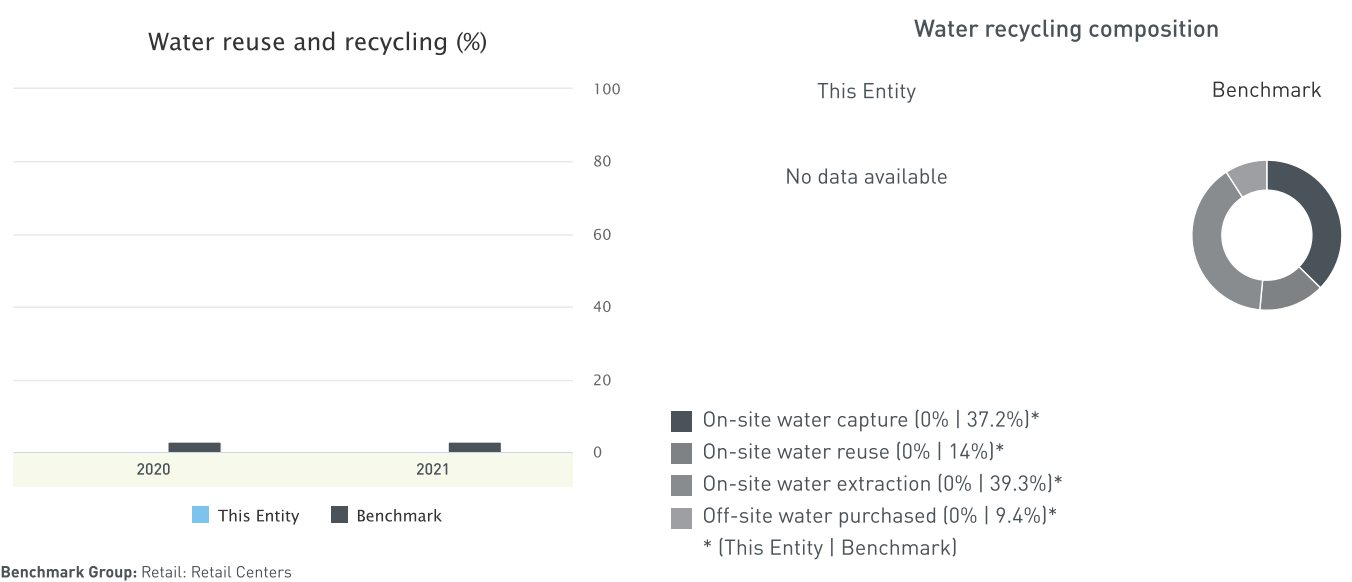 Water reuse and recycling (%)
100
80
60
40
20
0
2020 2021
This Entity Benchmark
Benchmark Group: Retail: Retail Centers
Water recycling composition
This Entity Benchmark
No data available
On-site water capture (0% | 37.2%)*
On-site water reuse (0% | 14%)*
On-site water extraction (0% | 39.3%)*
Off-site water purchased (0% | 9.4%)*
* (This Entity | Benchmark)